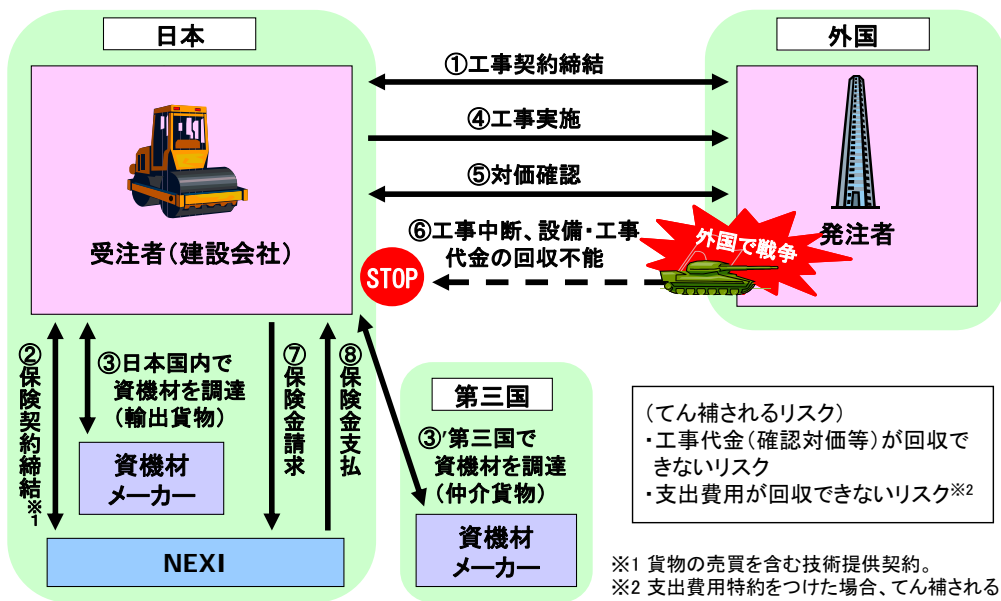 日本
外国
①工事契約締結
④工事実施
⑤対価確認
⑥工事中断、設備・工事
代金の回収不能
STOP
外国で戦争
受注者（建設会社）
発注者
②保険契約締結※1
③日本国内で
資機材を調達
（輸出貨物）
⑦保険金請求
⑧保険金支払
資機材
メーカー
NEXI
第三国
③’第三国で
資機材を調達
（仲介貨物）
資機材
メーカー
（てん補されるリスク）
・工事代金（確認対価等）が回収で
きないリスク
・支出費用が回収できないリスク※2
※1 貨物の売買を含む技術提供契約。
※2 支出費用特約をつけた場合、てん補される